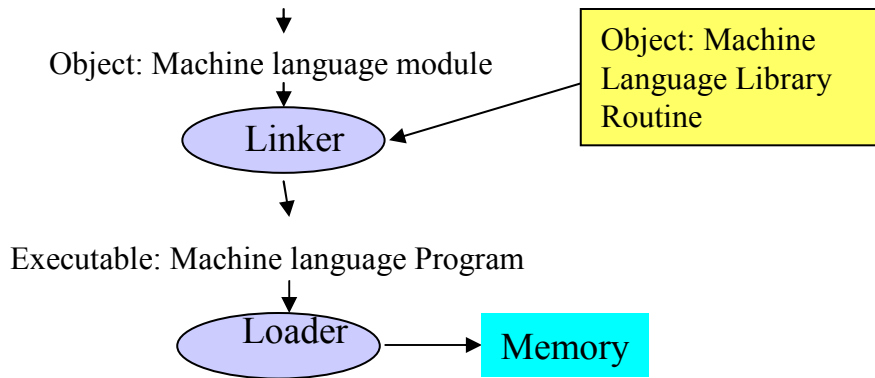 Object: Machine language module
Object: Machine
Language Library
Routine
Linker
Executable: Machine language Program
Loader
Memory